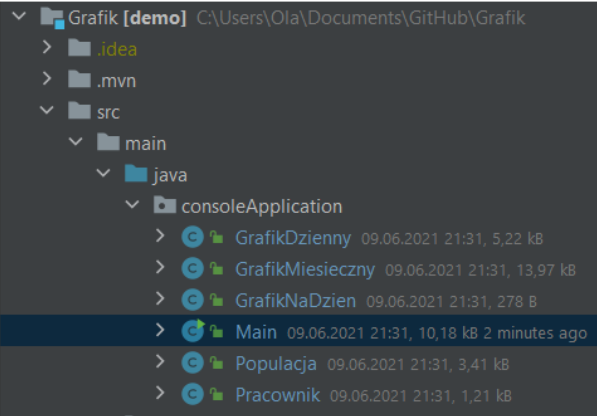 Grafik [demo] C:\Users\Ola\Documents\GitHub\Grafik
.idea
.mvn
src
main
java
consoleApplication
C GrafikDzienny 09.06.2021 21:31, 5,22 kB
C GrafikMiesieczny 09.06.2021 21:31, 13,97 kB
C GrafikNaDzien 09.06.2021 21:31, 278 B
C Main 09.06.2021 21:31, 10,18 kB 2 minutes ago
C Populacja 09.06.2021 21:31, 3,41 kB
C Pracownik 09.06.2021 21:31, 1,21 kB